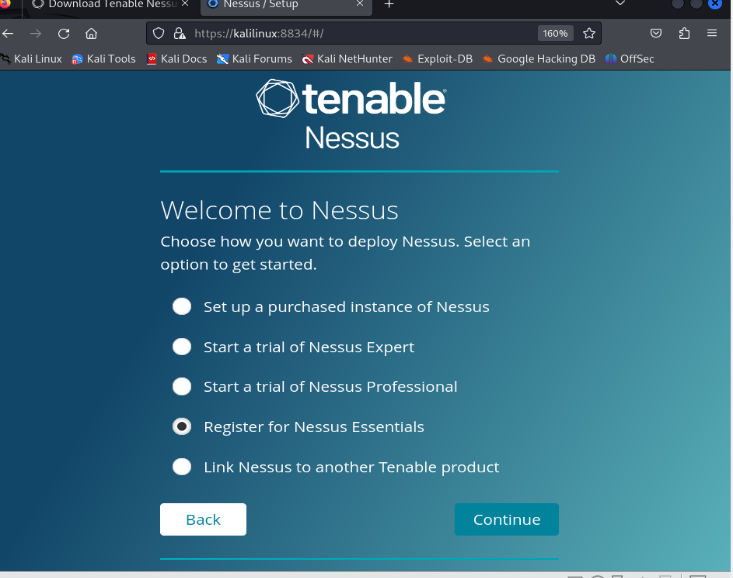 Download Tenable Nessu
Nessus / Setup
https://kalilinux:8834/#/
160%
Kali Linux
Kali Tools
Kali Docs
Kali Forums
Kali NetHunter
Exploit-DB
Google Hacking DB
OffSec
tenable
Nessus
Welcome to Nessus
Choose how you want to deploy Nessus. Select an
option to get started.
Set up a purchased instance of Nessus
Start a trial of Nessus Expert
Start a trial of Nessus Professional
Register for Nessus Essentials
Link Nessus to another Tenable product
Back
Continue